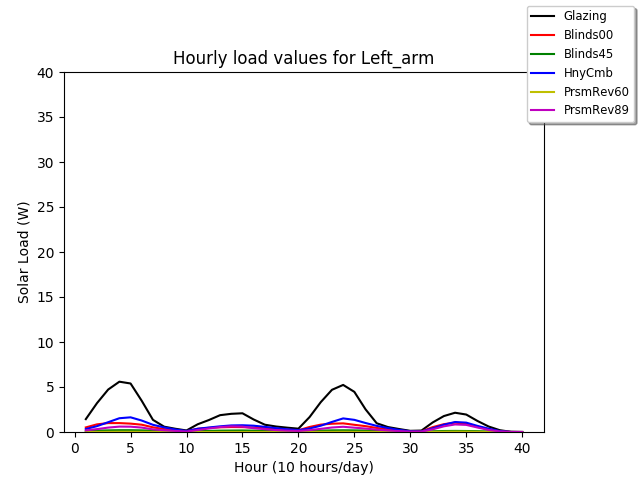 Hourly load values for Left_arm
Glazing
Blinds00
Blinds45
HnyCmb
PrsmRev60
PrsmRev89
Solar Load (W)
40
35
30
25
20
15
10
5
0
0 5 10 15 20 25 30 35 40
Hour (10 hours/day)